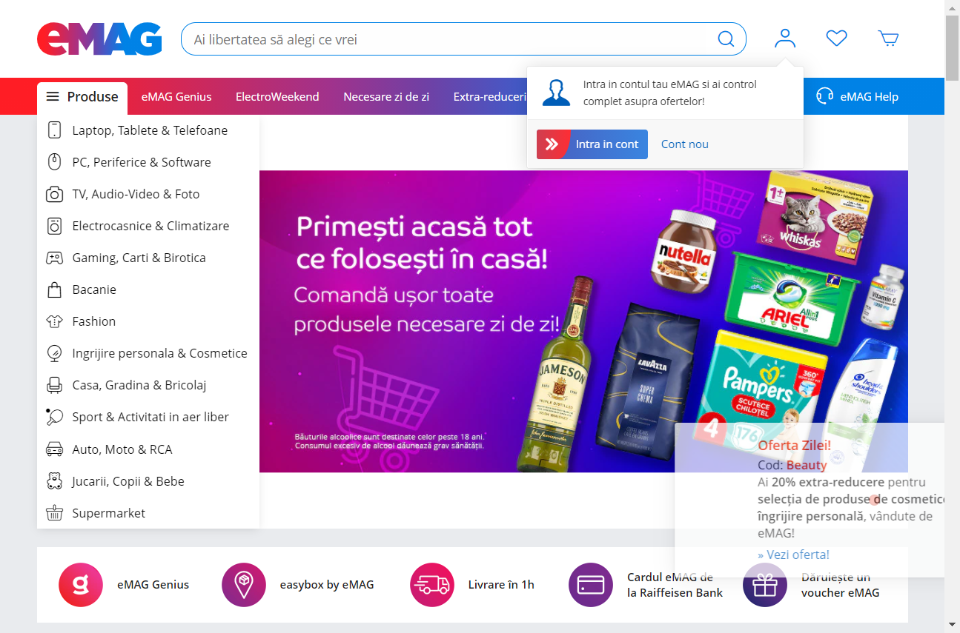 eMAG
Ai libertatea să alegi ce vrei
Produse
eMAG Genius
ElectroWeekend
Necesare zi de zi
Extra-reduceri
eMAG Help
Intra in contul tau eMAG si ai control
complet asupra ofertelor!
Intra in cont
Cont nou
Laptop, Tablete & Telefoane
PC, Periferice & Software
TV, Audio-Video & Foto
Electrocasnice & Climatizare
Gaming, Carti & Birotica
Bacanie
Fashion
Ingrijire personala & Cosmetice
Casa, Gradina & Bricolaj
Sport & Activitati in aer liber
Auto, Moto & RCA
Jucarii, Copii & Bebe
Supermarket
Primești acasă tot
ce folosești în casă!
Comandă ușor toate
produsele necesare zi de zi!
Băuturile alcoolice sunt destinate celor peste 18 ani.
Consumul excesiv de alcool dăunează grav sănătății.
1+
whiskas
nutella
ARIEL
All in 1
Vitamin C
JAMESON
LAVAZZA
SUPER
CREMA
Pampers
SCUTECE
CHILOȚEL
360°
4
176
head &
shoulders
Oferta Zilei!
Cod: Beauty
Ai 20% extra-reducere pentru
selecția de produse de cosmetice
îngrijire personală, vândute de
eMAG!
» Vezi oferta!
g
eMAG Genius
easybox by eMAG
Livrare în 1h
Cardul eMAG de
la Raiffeisen Bank
Dăruiește un
voucher eMAG